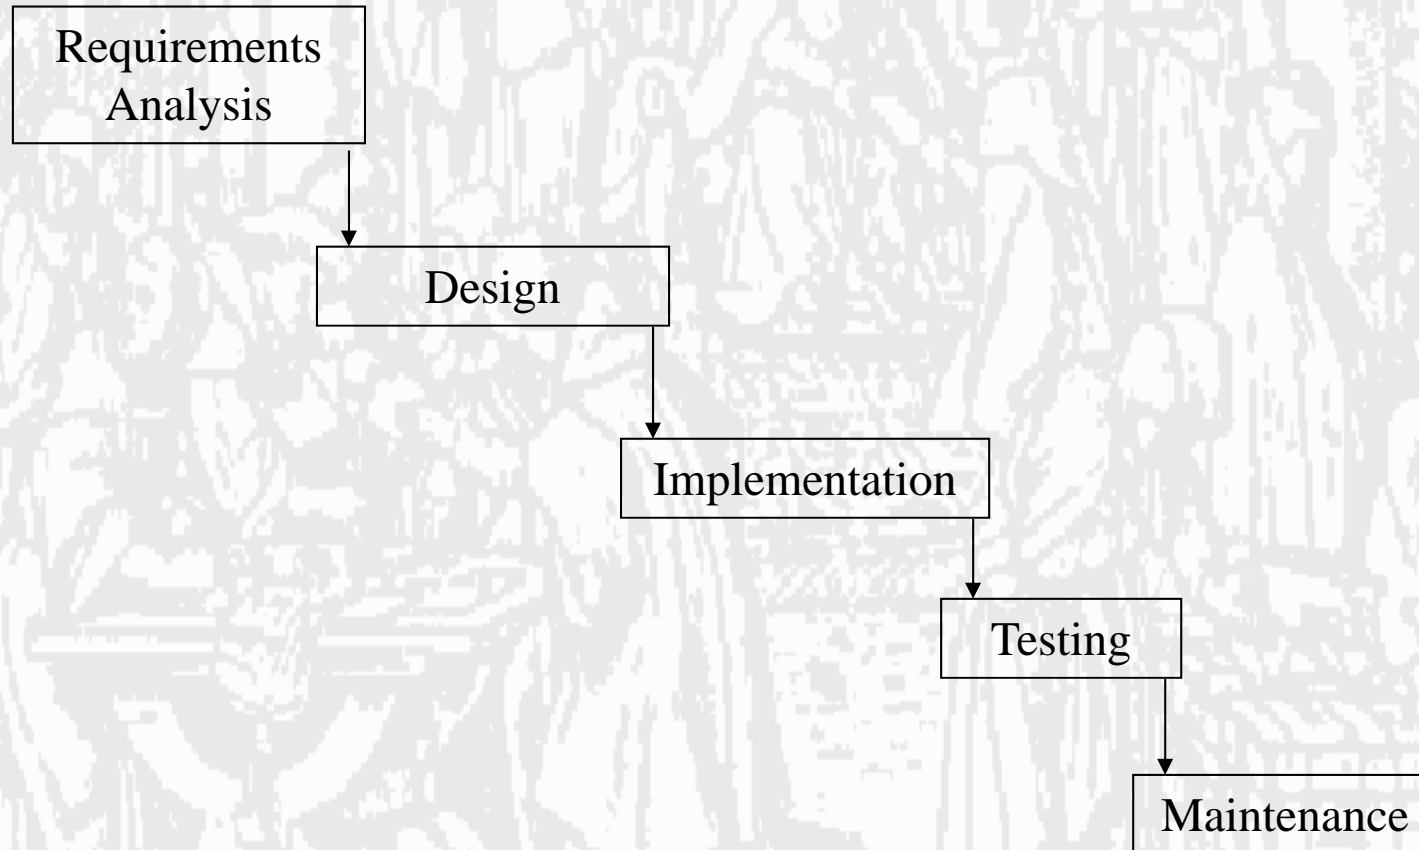 Requirements
Analysis
Design
Implementation
Testing
Maintenance